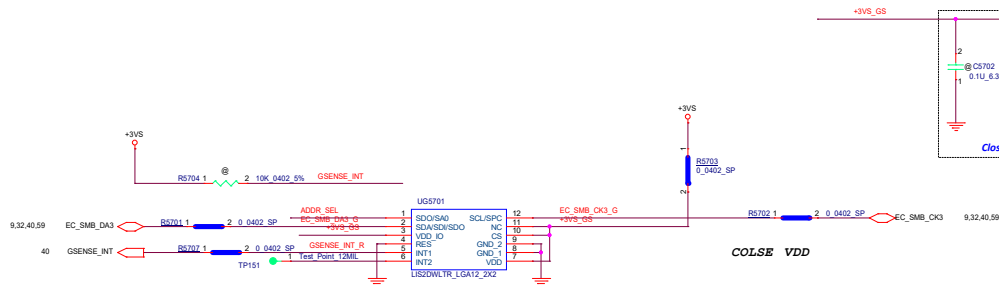 +3VS_GS
2
@ C5702
0.1U_6.3
1
Clos
+3VS
+3VS
1
R5703
0_0402_SP
2
@
R5704 1 2 10K_0402_5% GSENSE_INT
UG5701
ADDR_SEL 1 SDO/SA0 SCL/SPC 12 EC_SMB_CK3_G R5702 1 2 0_0402_SP EC_SMB_CK3 9,32,40,59
9,32,40,59 EC_SMB_DA3 R5701 1 2 0_0402_SP EC_SMB_DA3_G 2 SDA/SDI/SDO NC 11 +3VS_GS
+3VS_GS 3 VDD_IO CS 10
4 RES GND_2 9
40 GSENSE_INT R5707 1 2 0_0402_SP GSENSE_INT_R 5 INT1 GND_1 8
TP151 1 Test_Point_12MIL 6 INT2 VDD 7
LIS2DWLTR_LGA12_2X2
COLSE VDD